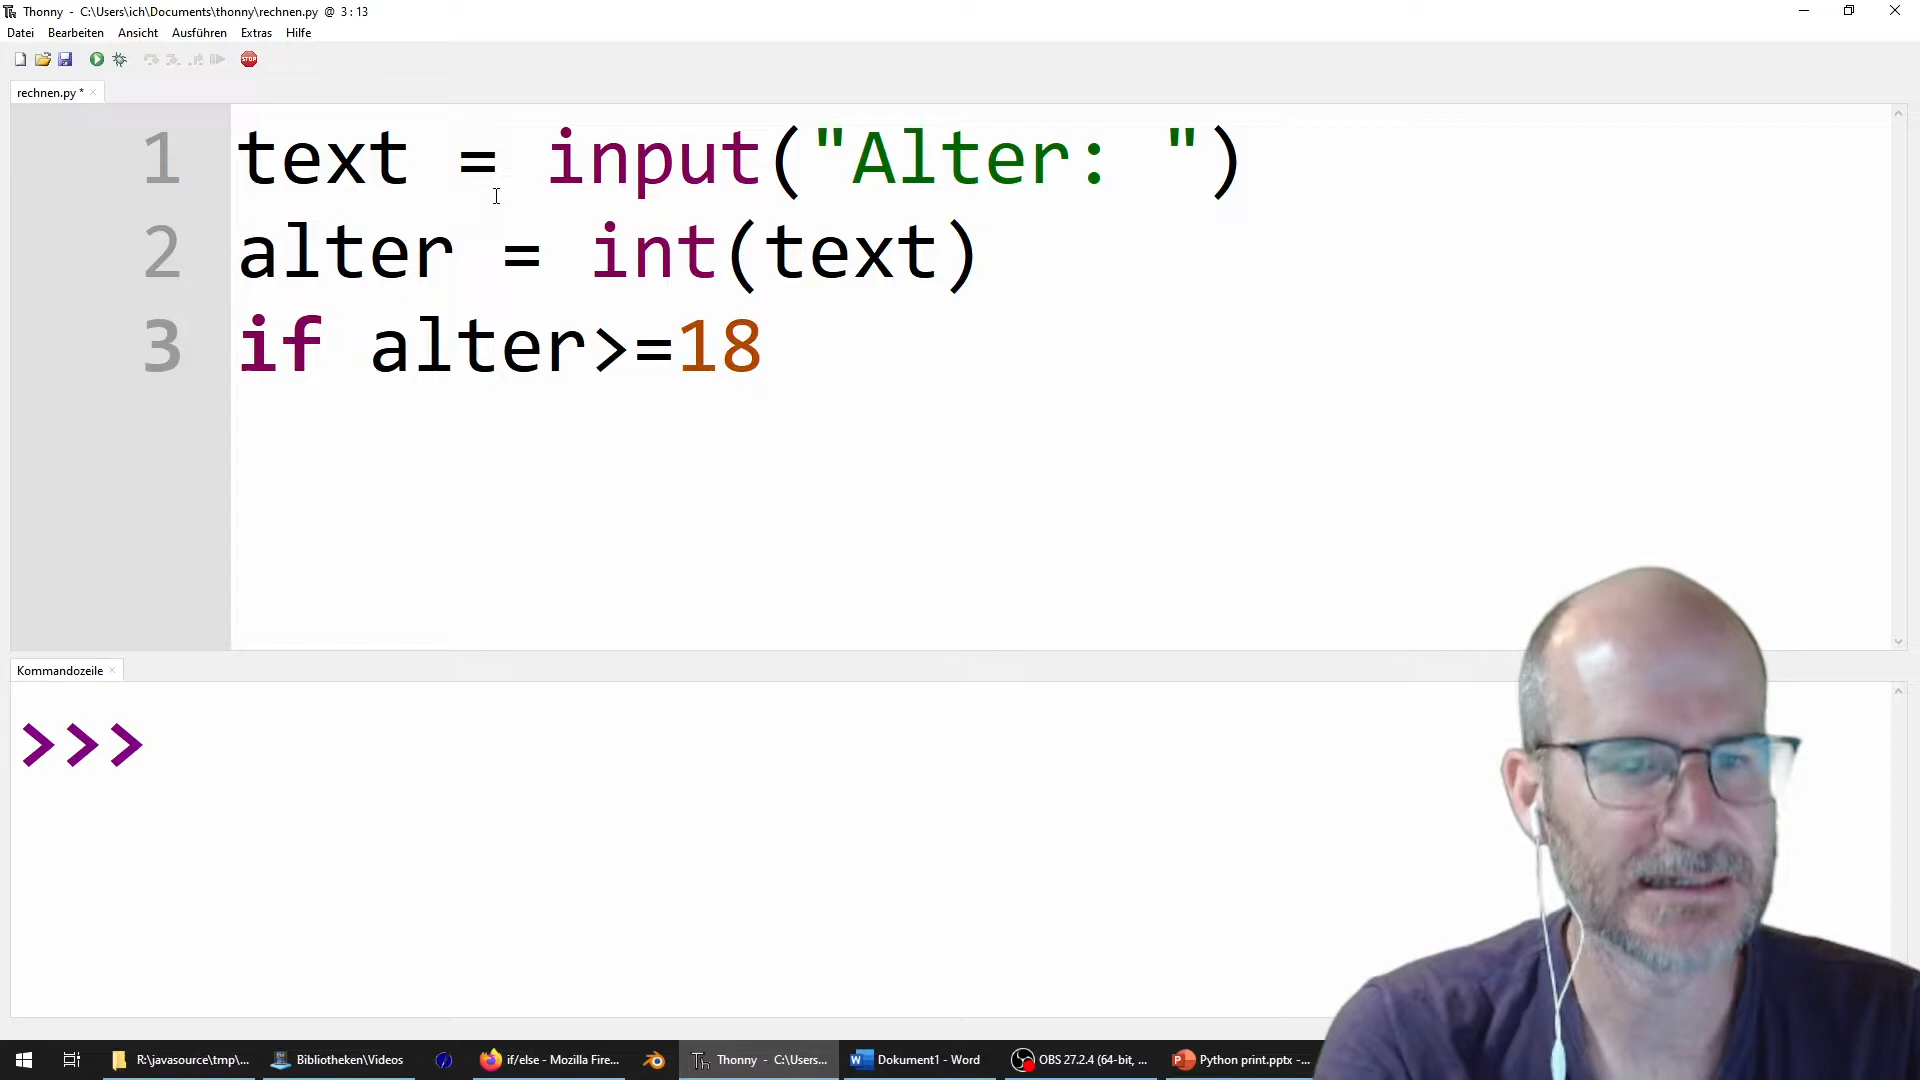 Thonny - C:\Users\ich\Documents\thonny\rechnen.py @ 3 : 13
Datei Bearbeiten Ansicht Ausführen Extras Hilfe
STOP
rechnen.py *
1 text = input("Alter: ")
2 alter = int(text)
3 if alter>=18
Kommandozeile
>>>
R:\javasource\tmp\... Bibliotheken\Videos if/else - Mozilla Fire... Thonny - C:\Users... Dokument1 - Word OBS 27.2.4 (64-bit, ... Python print.pptx -...